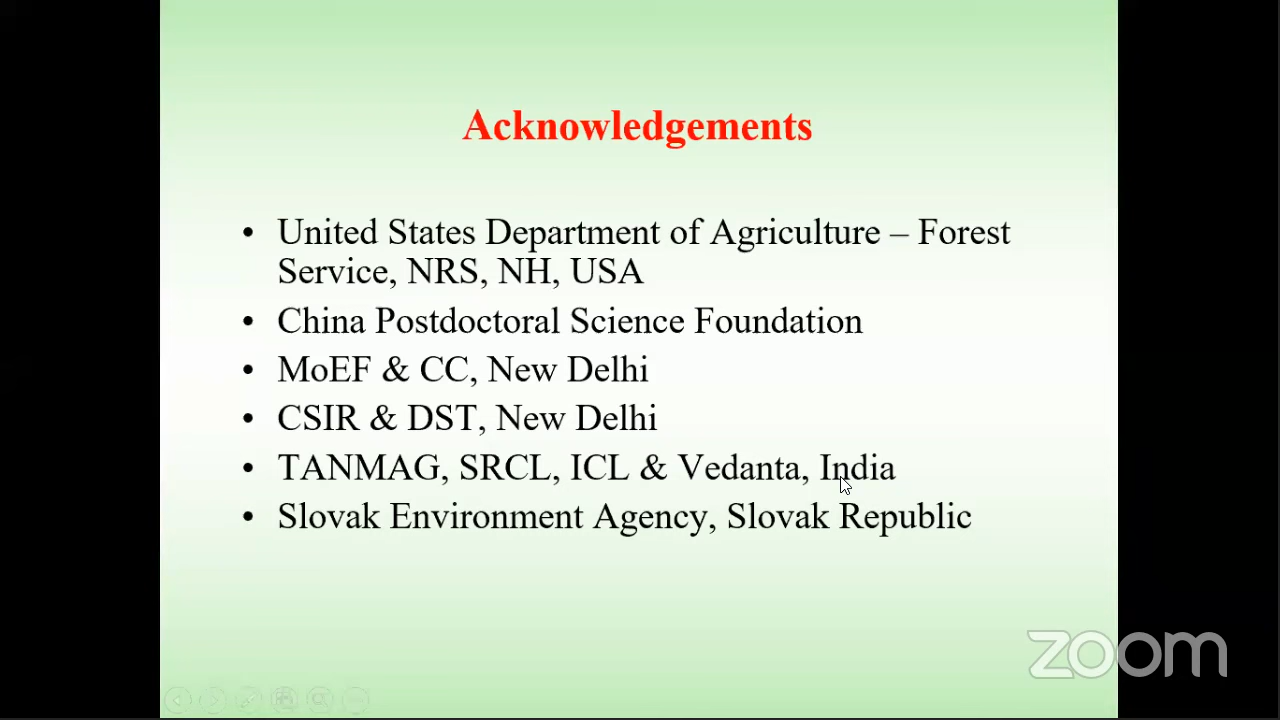 Acknowledgements
• United States Department of Agriculture – Forest
Service, NRS, NH, USA
• China Postdoctoral Science Foundation
• MoEF & CC, New Delhi
• CSIR & DST, New Delhi
• TANMAG, SRCL, ICL & Vedanta, India
• Slovak Environment Agency, Slovak Republic
zoom